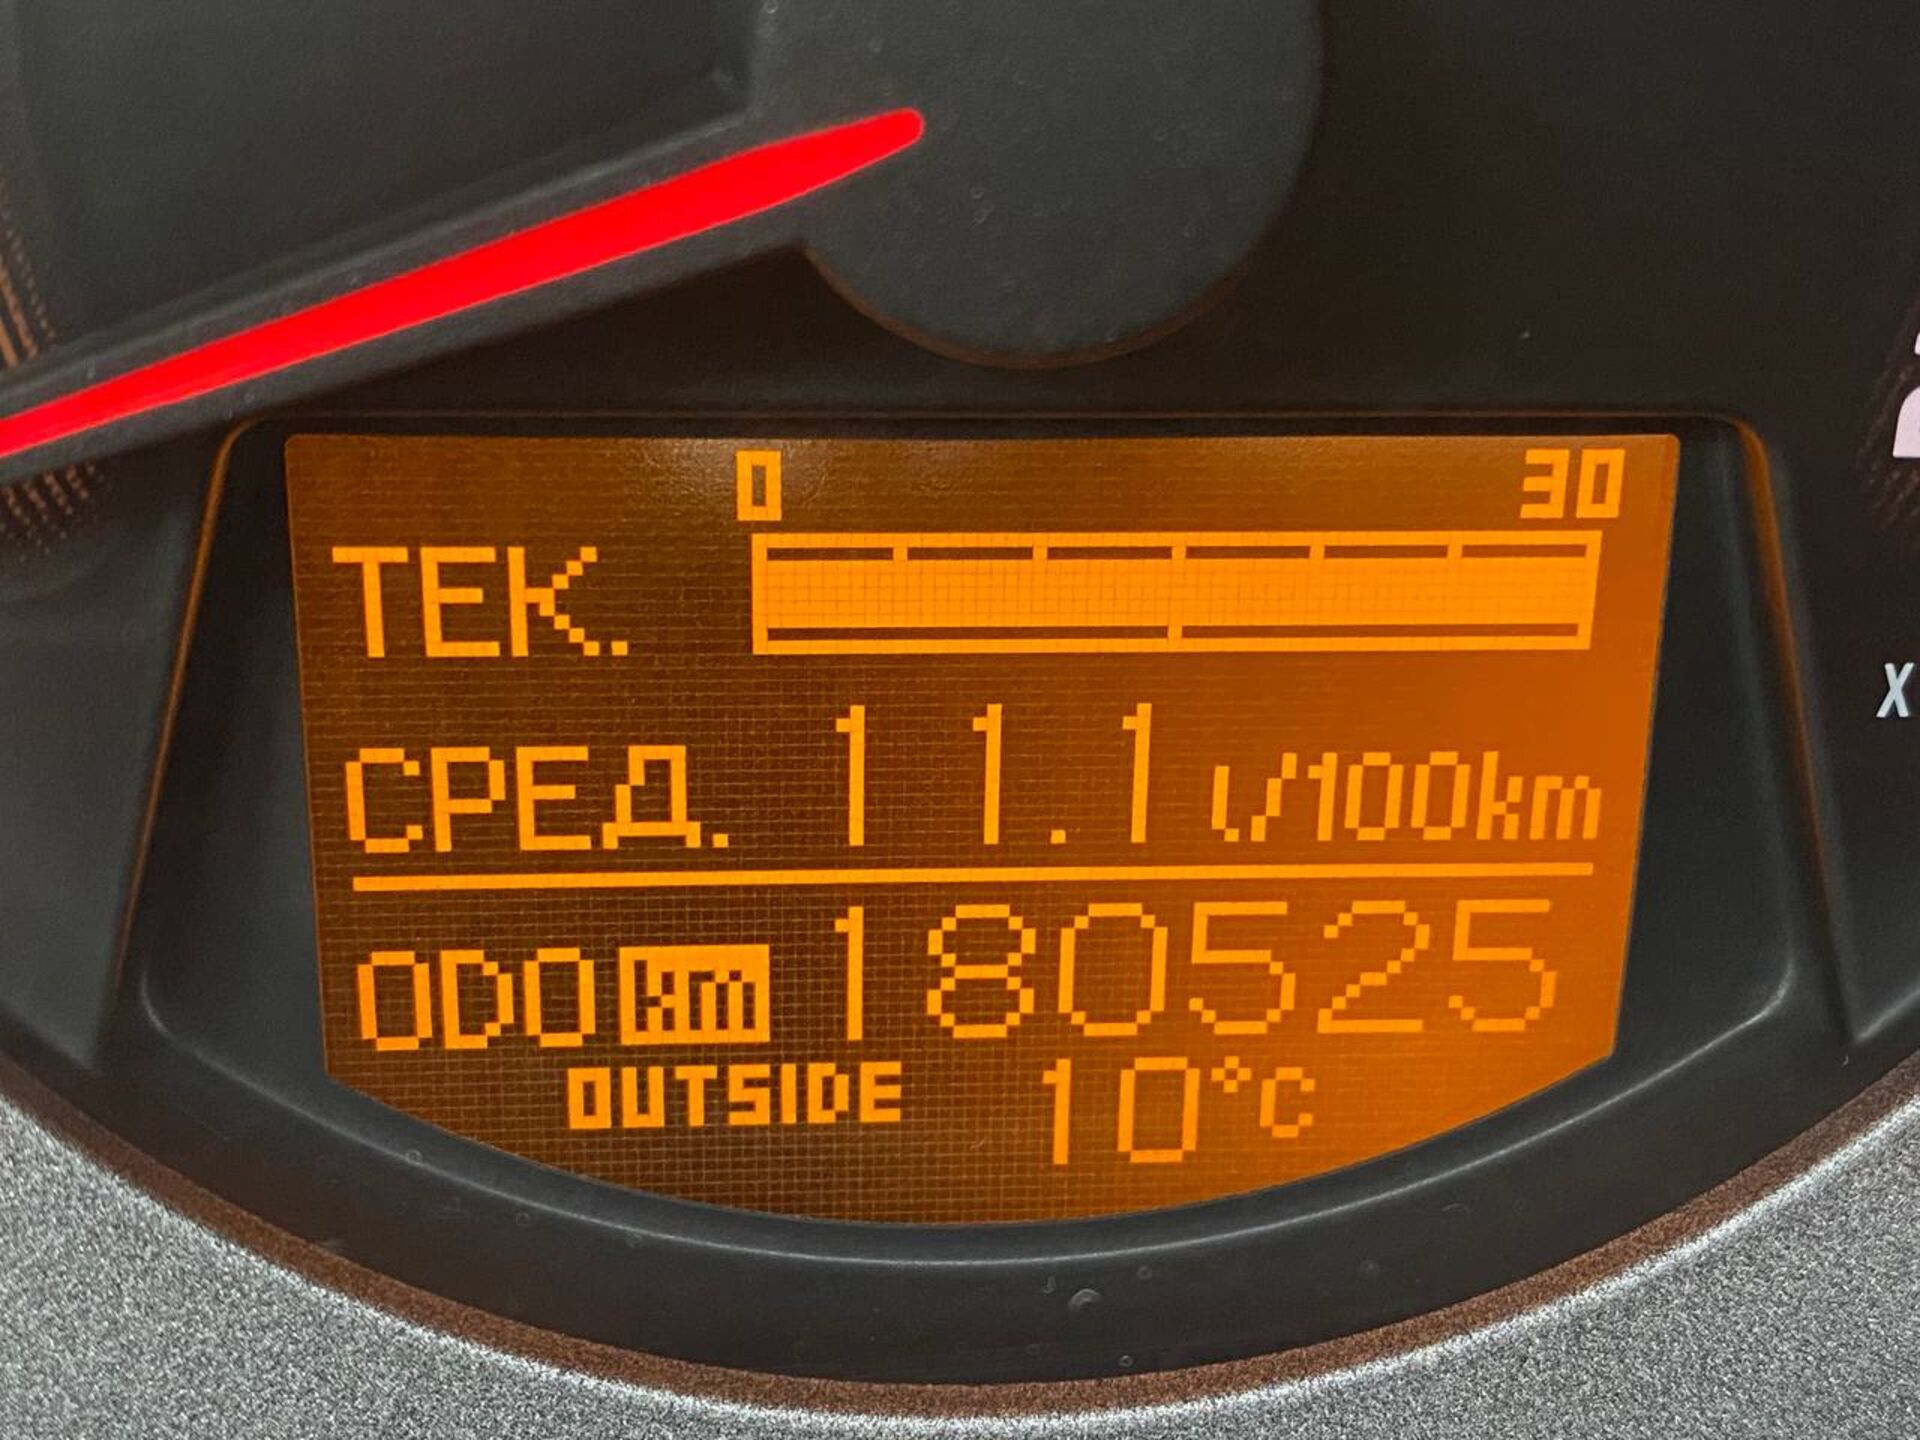 0 30
ТЕК.
СРЕД. 11.1 l/100km
ODO km 180525
OUTSIDE 10°C
X